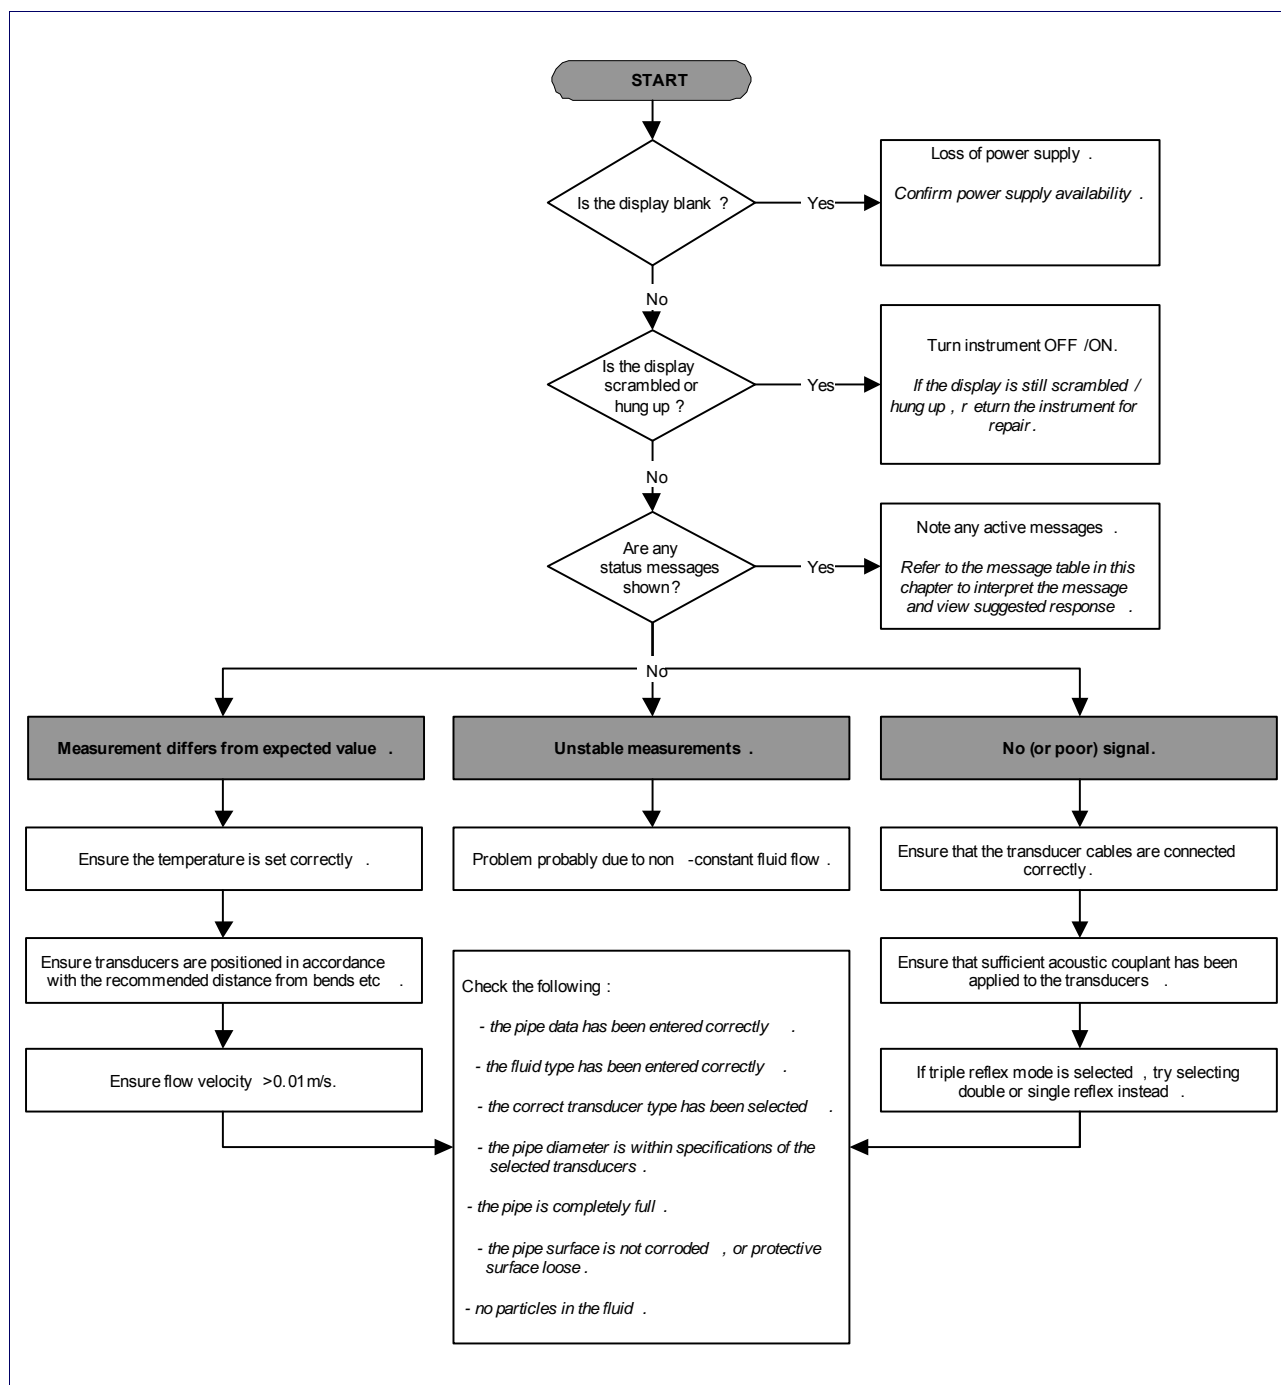 START
Is the display blank ?
Yes
Loss of power supply .
Confirm power supply availability .
No
Is the display
scrambled or
hung up ?
Yes
Turn instrument OFF /ON.
If the display is still scrambled /
hung up , r eturn the instrument for
repair .
No
Are any
status messages
shown ?
Yes
Note any active messages .
Refer to the message table in this
chapter to interpret the message
and view suggested response .
No
Measurement differs from expected value .
Unstable measurements .
No (or poor) signal.
Ensure the temperature is set correctly .
Problem probably due to non -constant fluid flow .
Ensure that the transducer cables are connected
correctly .
Ensure transducers are positioned in accordance
with the recommended distance from bends etc .
Ensure that sufficient acoustic couplant has been
applied to the transducers .
Ensure flow velocity >0.01m/s.
If triple reflex mode is selected , try selecting
double or single reflex instead .
Check the following :
- the pipe data has been entered correctly .
- the fluid type has been entered correctly .
- the correct transducer type has been selected .
- the pipe diameter is within specifications of the
selected transducers .
- the pipe is completely full .
- the pipe surface is not corroded , or protective
surface loose .
- no particles in the fluid .